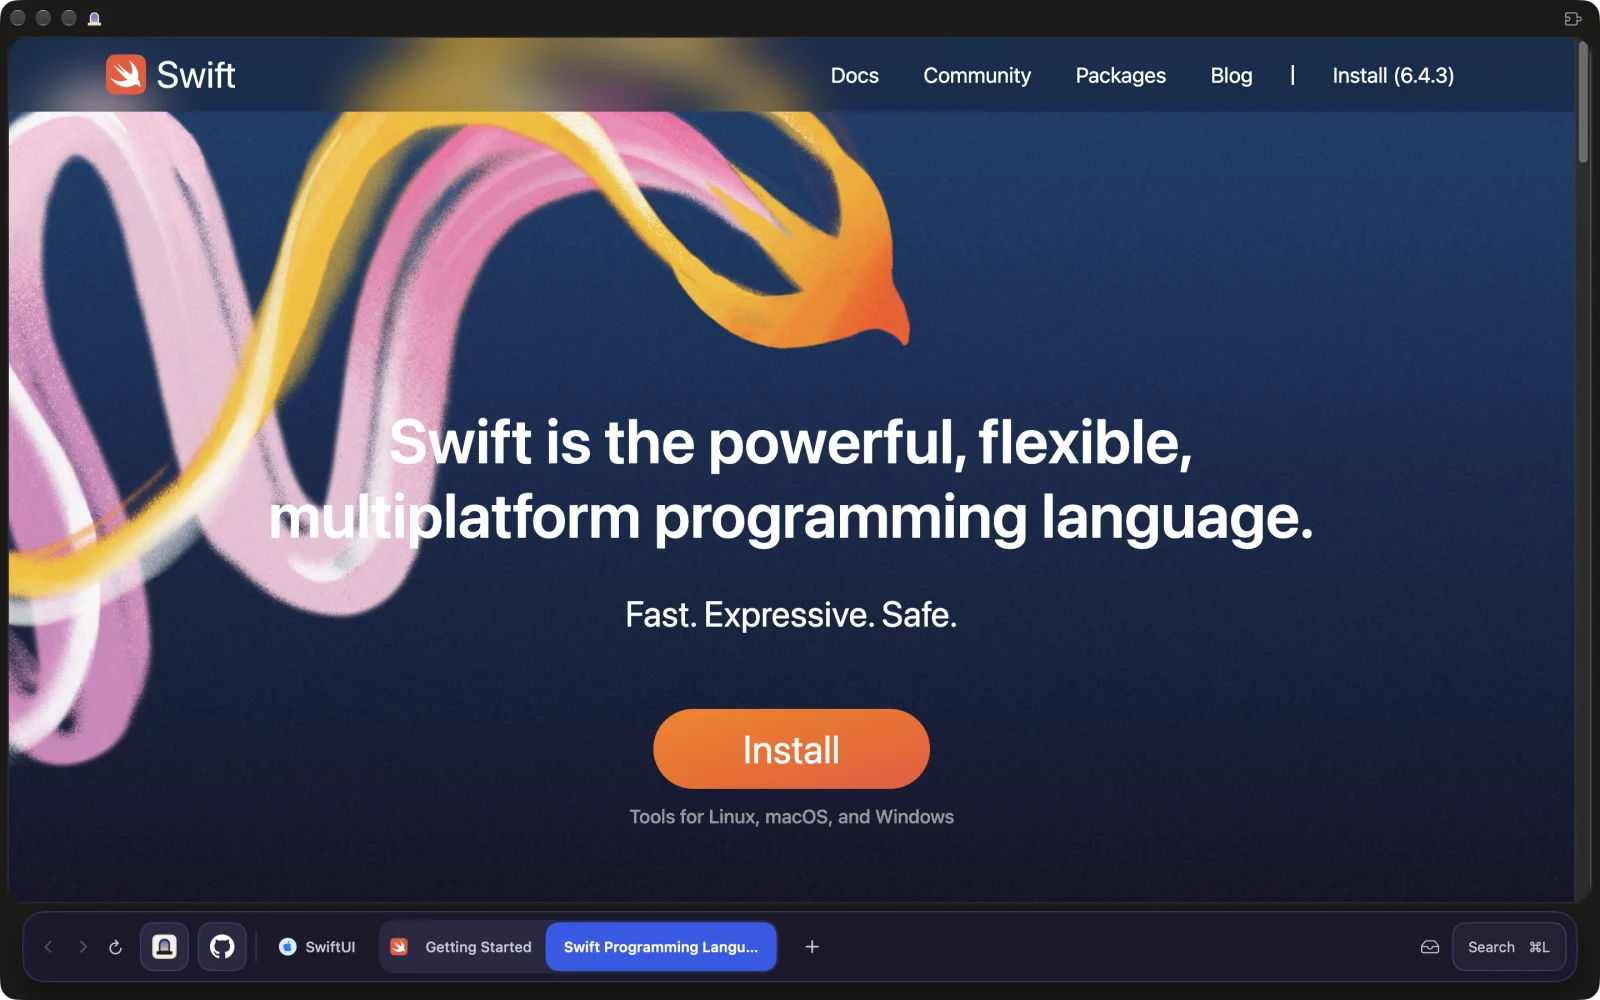 Swift
Docs
Community
Packages
Blog
|
Install (6.4.3)
Swift is the powerful, flexible,
multiplatform programming language.
Fast. Expressive. Safe.
Install
Tools for Linux, macOS, and Windows
SwiftUI
Getting Started
Swift Programming Langu...
Search ⌘L